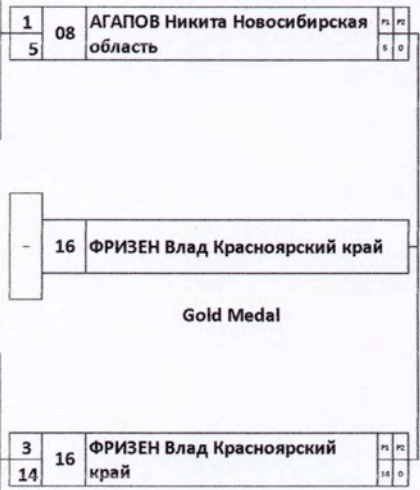 1 08 АГАПОВ Никита Новосибирская P1 P2
5 область 5 0
– 16 ФРИЗЕН Влад Красноярский край
Gold Medal
3 16 ФРИЗЕН Влад Красноярский P1 P2
14 край 14 0